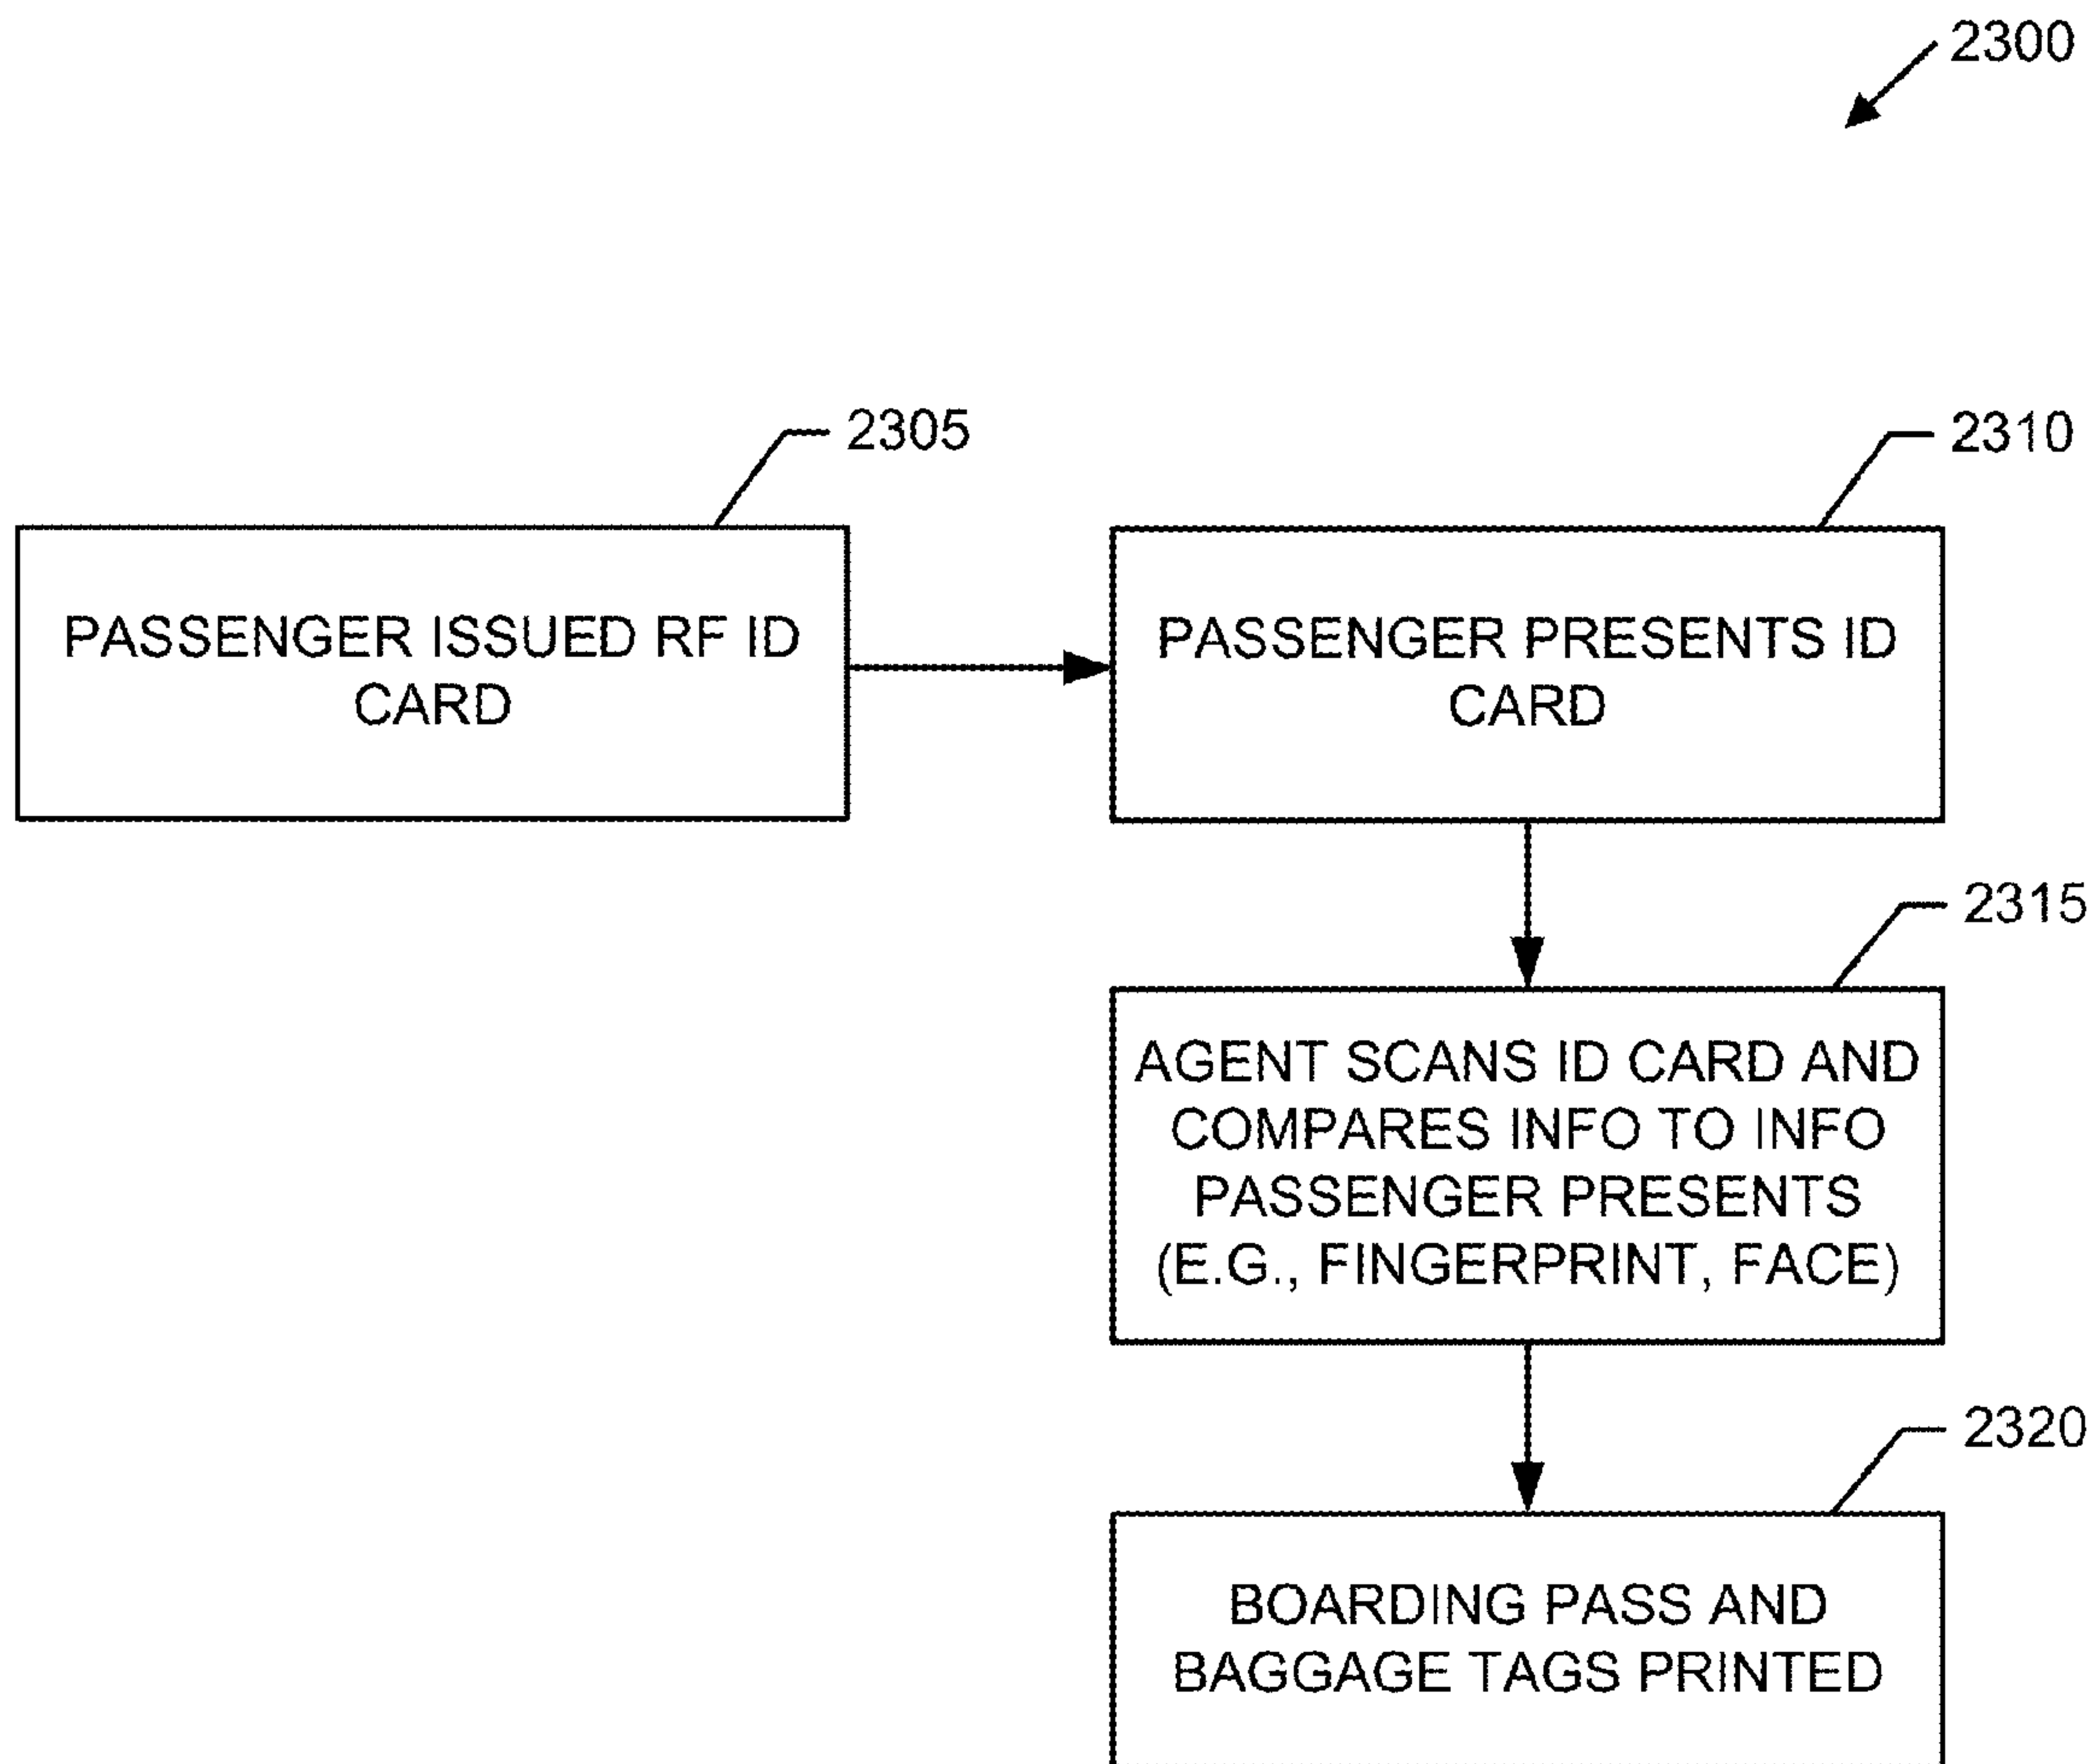 2300
2305
PASSENGER ISSUED RF ID
CARD
2310
PASSENGER PRESENTS ID
CARD
2315
AGENT SCANS ID CARD AND
COMPARES INFO TO INFO
PASSENGER PRESENTS
(E.G., FINGERPRINT, FACE)
2320
BOARDING PASS AND
BAGGAGE TAGS PRINTED